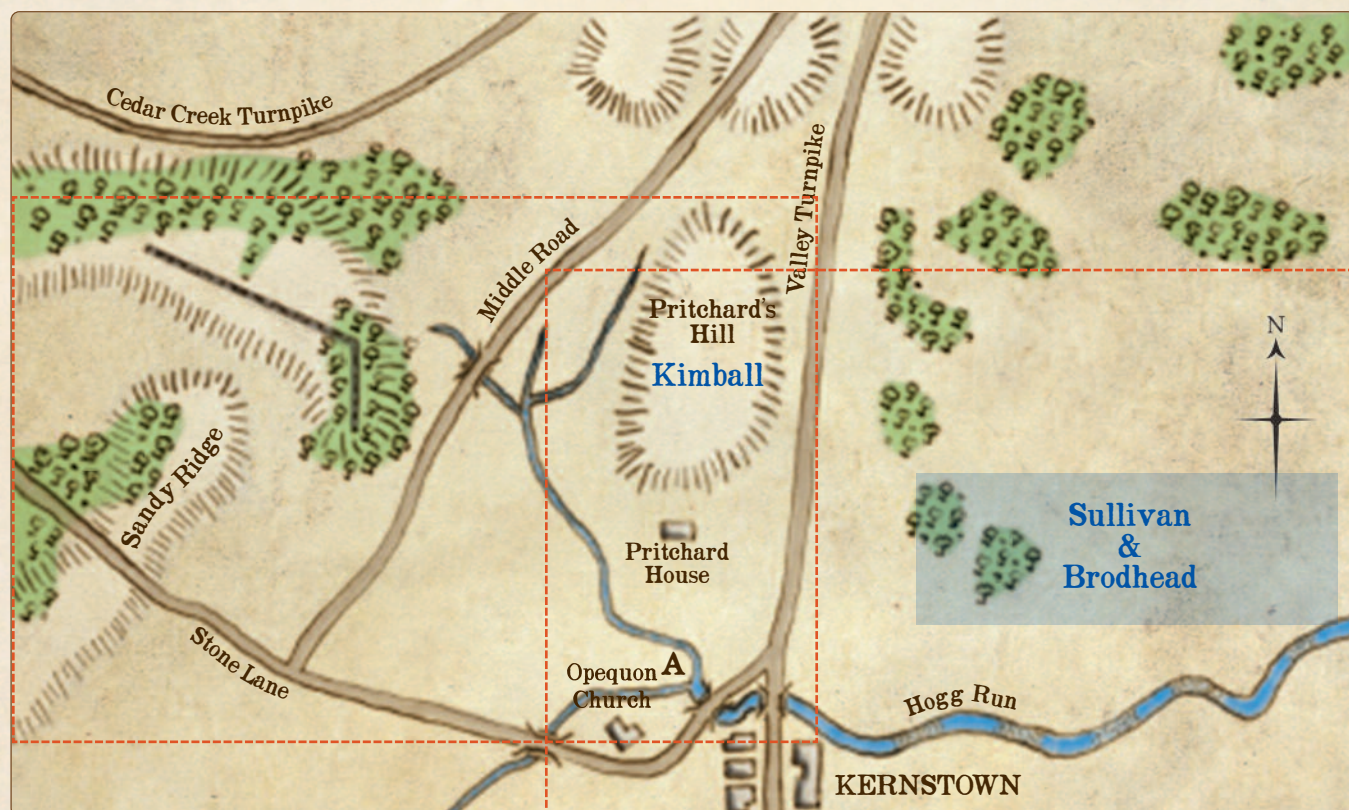 Cedar Creek Turnpike
Valley Turnpike
Middle Road
Pritchard's
Hill
Kimball
N
Sandy Ridge
Sullivan
&
Brodhead
Pritchard
House
Stone Lane
Opequon
Church
A
Hogg Run
KERNSTOWN